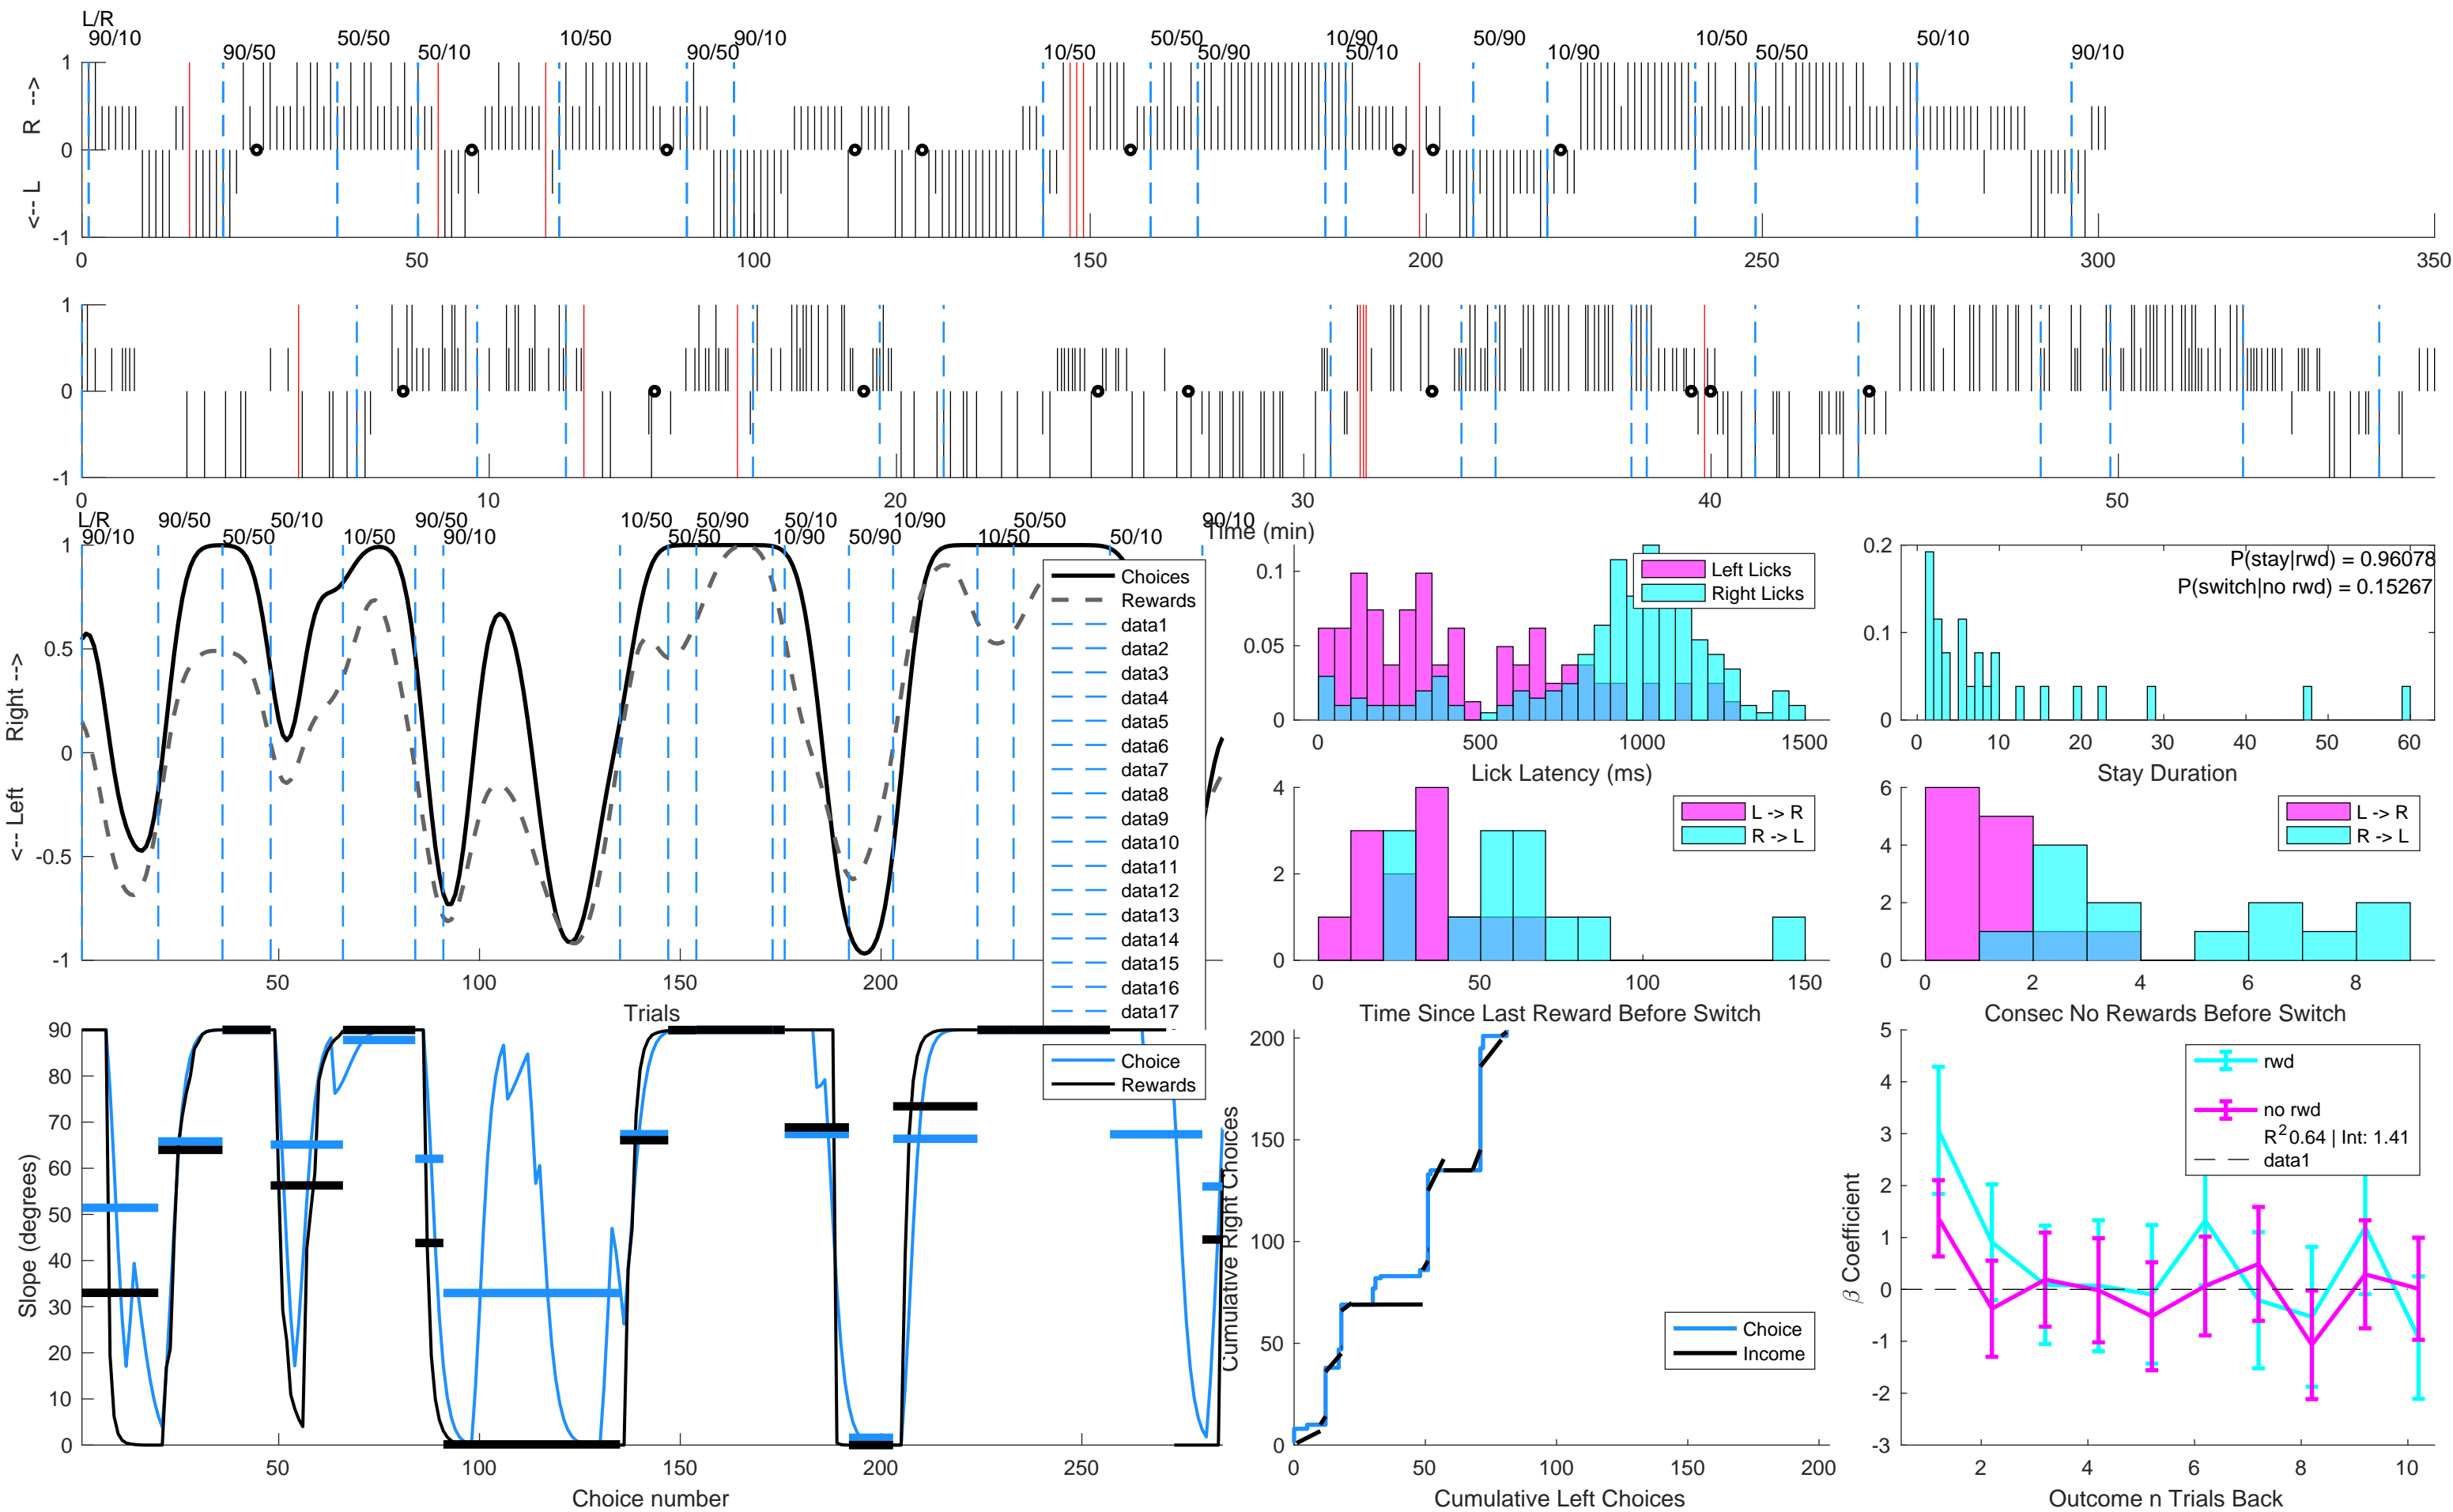 L/R
90/10
90/50
50/50
50/10
10/50
90/50
90/10
10/50
50/50
50/90
10/90
50/10
50/90
10/90
10/50
50/50
50/10
90/10
<-- L     R -->
1
0
-1
0 50 100 150 200 250 300 350
1
0
-1
0 10 20 30 40 50
Time (min)
L/R
90/10
90/50
50/50
50/10
10/50
90/50
90/10
10/50
50/50
50/90
50/10
10/90
50/90
10/90
10/50
50/50
50/10
90/10
<-- Left     Right -->
1
0.5
0
-0.5
-1
50 100 150 200
Trials
Choices
Rewards
data1
data2
data3
data4
data5
data6
data7
data8
data9
data10
data11
data12
data13
data14
data15
data16
data17
0.1
0.05
0
0 500 1000 1500
Lick Latency (ms)
Left Licks
Right Licks
0.2
0.1
0
0 10 20 30 40 50 60
Stay Duration
P(stay|rwd) = 0.96078
P(switch|no rwd) = 0.15267
4
2
0
0 50 100 150
Time Since Last Reward Before Switch
L -> R
R -> L
6
4
2
0
0 2 4 6 8
Consec No Rewards Before Switch
L -> R
R -> L
Slope (degrees)
90
80
70
60
50
40
30
20
10
0
50 100 150 200 250
Choice number
Choice
Rewards
Cumulative Right Choices
200
150
100
50
0
0 50 100 150 200
Cumulative Left Choices
Choice
Income
β Coefficient
5
4
3
2
1
0
-1
-2
-3
2 4 6 8 10
Outcome n Trials Back
rwd
no rwd
R² 0.64 | Int: 1.41
data1